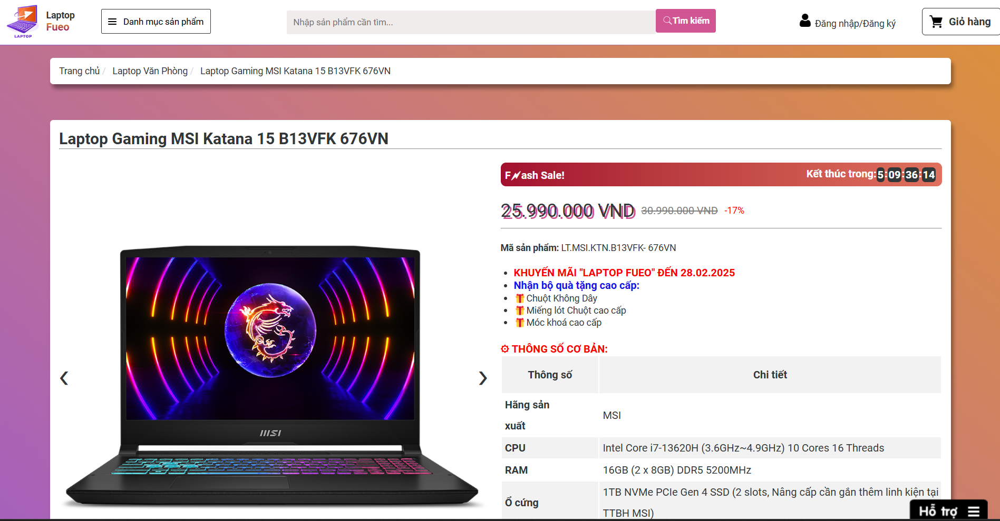 Laptop
Fueo
LAPTOP
Danh mục sản phẩm
Nhập sản phẩm cần tìm...
Tìm kiếm
Đăng nhập/Đăng ký
Giỏ hàng
Trang chủ / Laptop Văn Phòng / Laptop Gaming MSI Katana 15 B13VFK 676VN
Laptop Gaming MSI Katana 15 B13VFK 676VN
F⚡ash Sale!
Kết thúc trong: 5:09:36:14
25.990.000 VND 30.990.000 VND -17%
Mã sản phẩm: LT.MSI.KTN.B13VFK- 676VN
KHUYẾN MÃI "LAPTOP FUEO" ĐẾN 28.02.2025
Nhận bộ quà tặng cao cấp:
🎁Chuột Không Dây
🎁Miếng lót Chuột cao cấp
🎁Móc khoá cao cấp
THÔNG SỐ CƠ BẢN:
Thông số Chi tiết
Hãng sản
xuất
MSI
CPU Intel Core i7-13620H (3.6GHz~4.9GHz) 10 Cores 16 Threads
RAM 16GB (2 x 8GB) DDR5 5200MHz
Ổ cứng
1TB NVMe PCIe Gen 4 SSD (2 slots, Nâng cấp cần gắn thêm linh kiện tại
TTBH MSI)
Hỗ trợ
msi